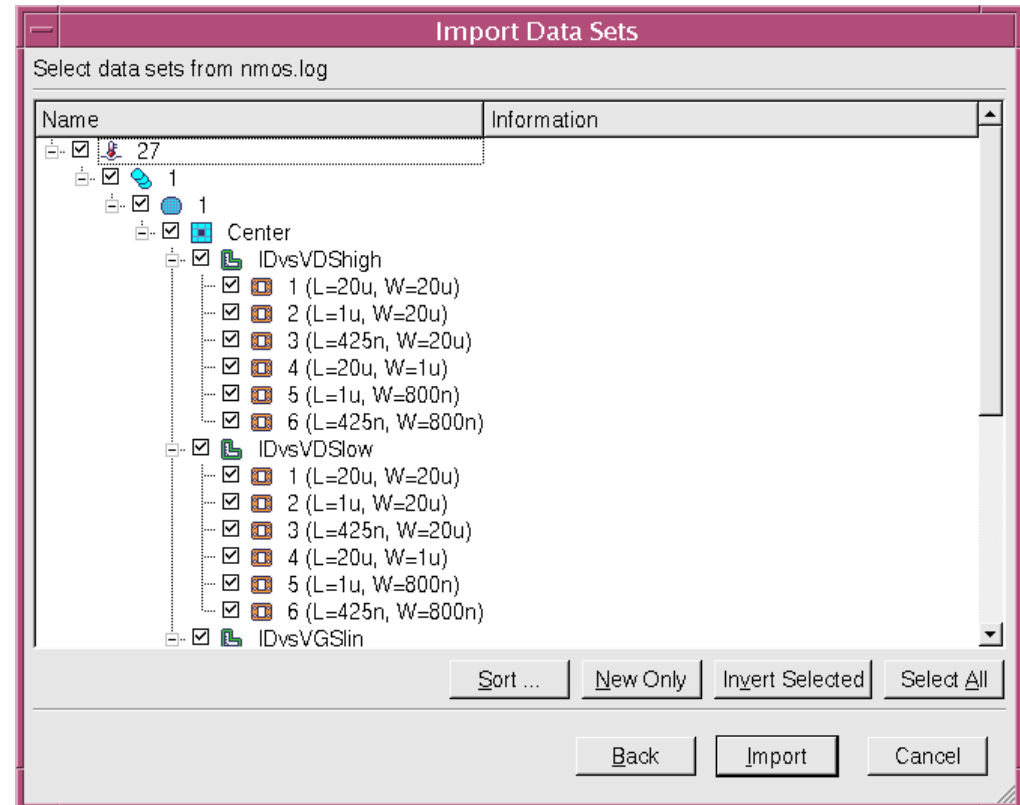 Import Data Sets
Select data sets from nmos.log
Name Information
27
1
1
Center
IDvsVDShigh
1 (L=20u, W=20u)
2 (L=1u, W=20u)
3 (L=425n, W=20u)
4 (L=20u, W=1u)
5 (L=1u, W=800n)
6 (L=425n, W=800n)
IDvsVDSlow
1 (L=20u, W=20u)
2 (L=1u, W=20u)
3 (L=425n, W=20u)
4 (L=20u, W=1u)
5 (L=1u, W=800n)
6 (L=425n, W=800n)
IDvsVGSlin
Sort ... New Only Invert Selected Select All
Back Import Cancel